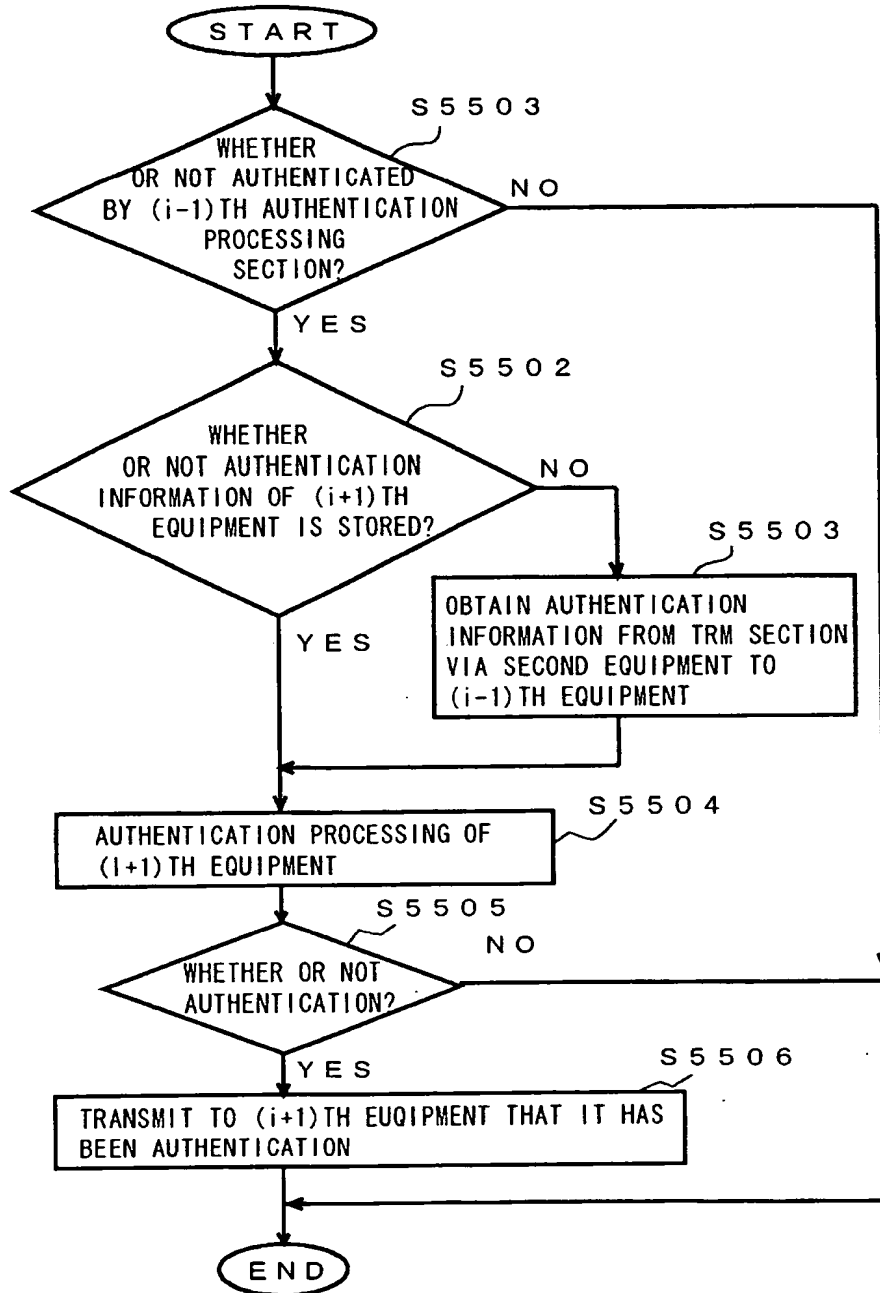 START
S5503
WHETHER
OR NOT AUTHENTICATED
BY (i-1)TH AUTHENTICATION
PROCESSING
SECTION?
NO
YES
S5502
WHETHER
OR NOT AUTHENTICATION
INFORMATION OF (i+1)TH
EQUIPMENT IS STORED?
NO
YES
S5503
OBTAIN AUTHENTICATION
INFORMATION FROM TRM SECTION
VIA SECOND EQUIPMENT TO
(i-1)TH EQUIPMENT
S5504
AUTHENTICATION PROCESSING OF
(I+1)TH EQUIPMENT
S5505
NO
WHETHER OR NOT
AUTHENTICATION?
YES
S5506
TRANSMIT TO (i+1)TH EUQIPMENT THAT IT HAS
BEEN AUTHENTICATION
END